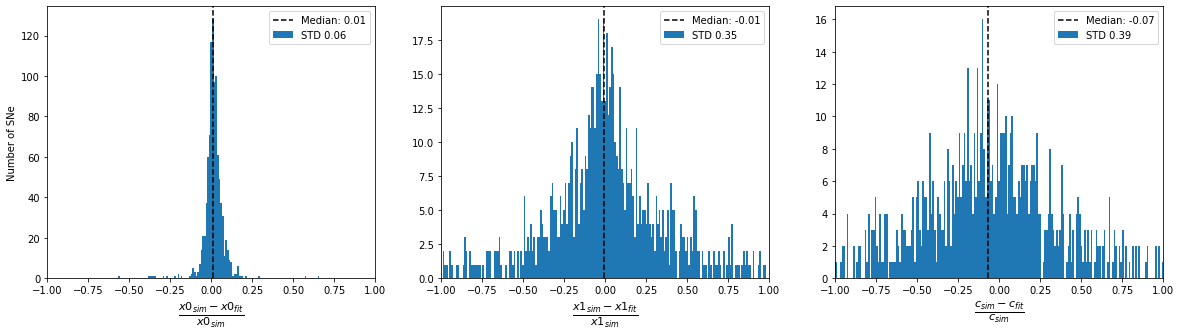 Number of SNe
120
100
80
60
40
20
0
−1.00 −0.75 −0.50 −0.25 0.00 0.25 0.50 0.75 1.00
x0sim − x0fit
x0sim
Median: 0.01
STD 0.06
17.5
15.0
12.5
10.0
7.5
5.0
2.5
0.0
−1.00 −0.75 −0.50 −0.25 0.00 0.25 0.50 0.75 1.00
x1sim − x1fit
x1sim
Median: -0.01
STD 0.35
16
14
12
10
8
6
4
2
0
−1.00 −0.75 −0.50 −0.25 0.00 0.25 0.50 0.75 1.00
csim − cfit
csim
Median: -0.07
STD 0.39